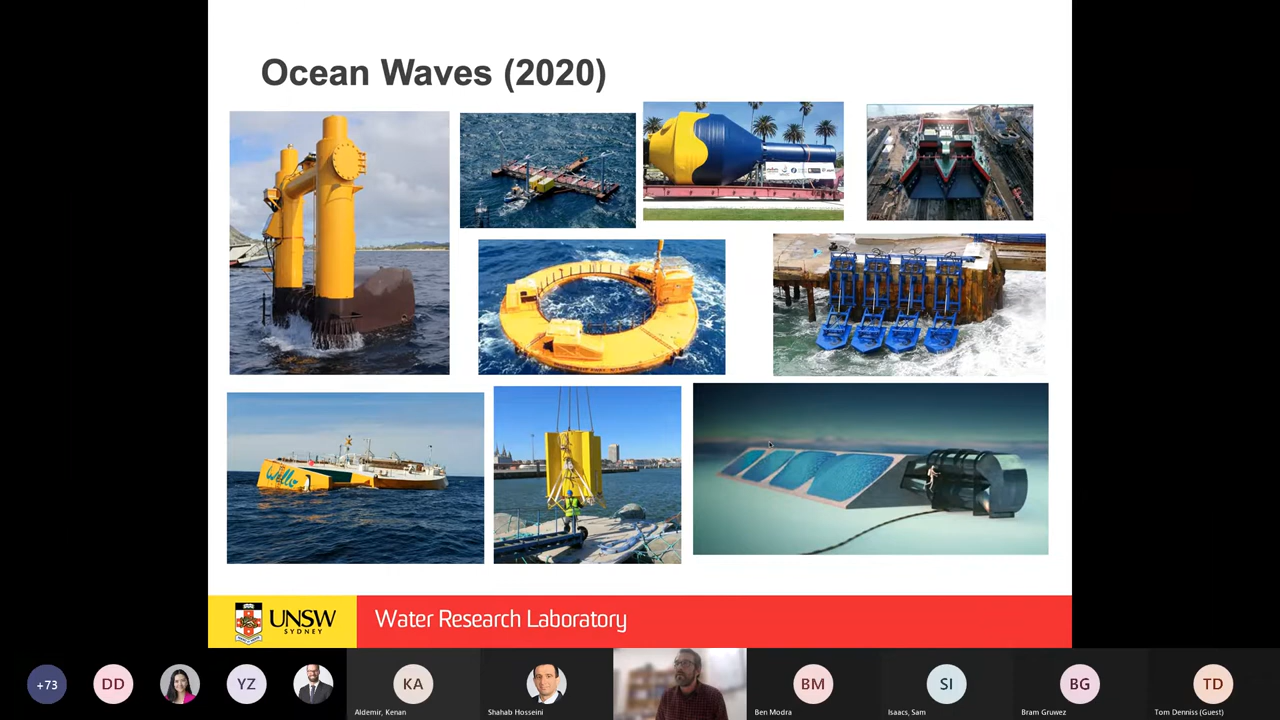 Ocean Waves (2020)
Wello
UNSW
SYDNEY
Water Research Laboratory
+73
DD
YZ
KA
BM
SI
BG
TD
Aldemir, Kenan
Shahab Hosseini
Ben Modra
Isaacs, Sam
Bram Gruwez
Tom Denniss (Guest)